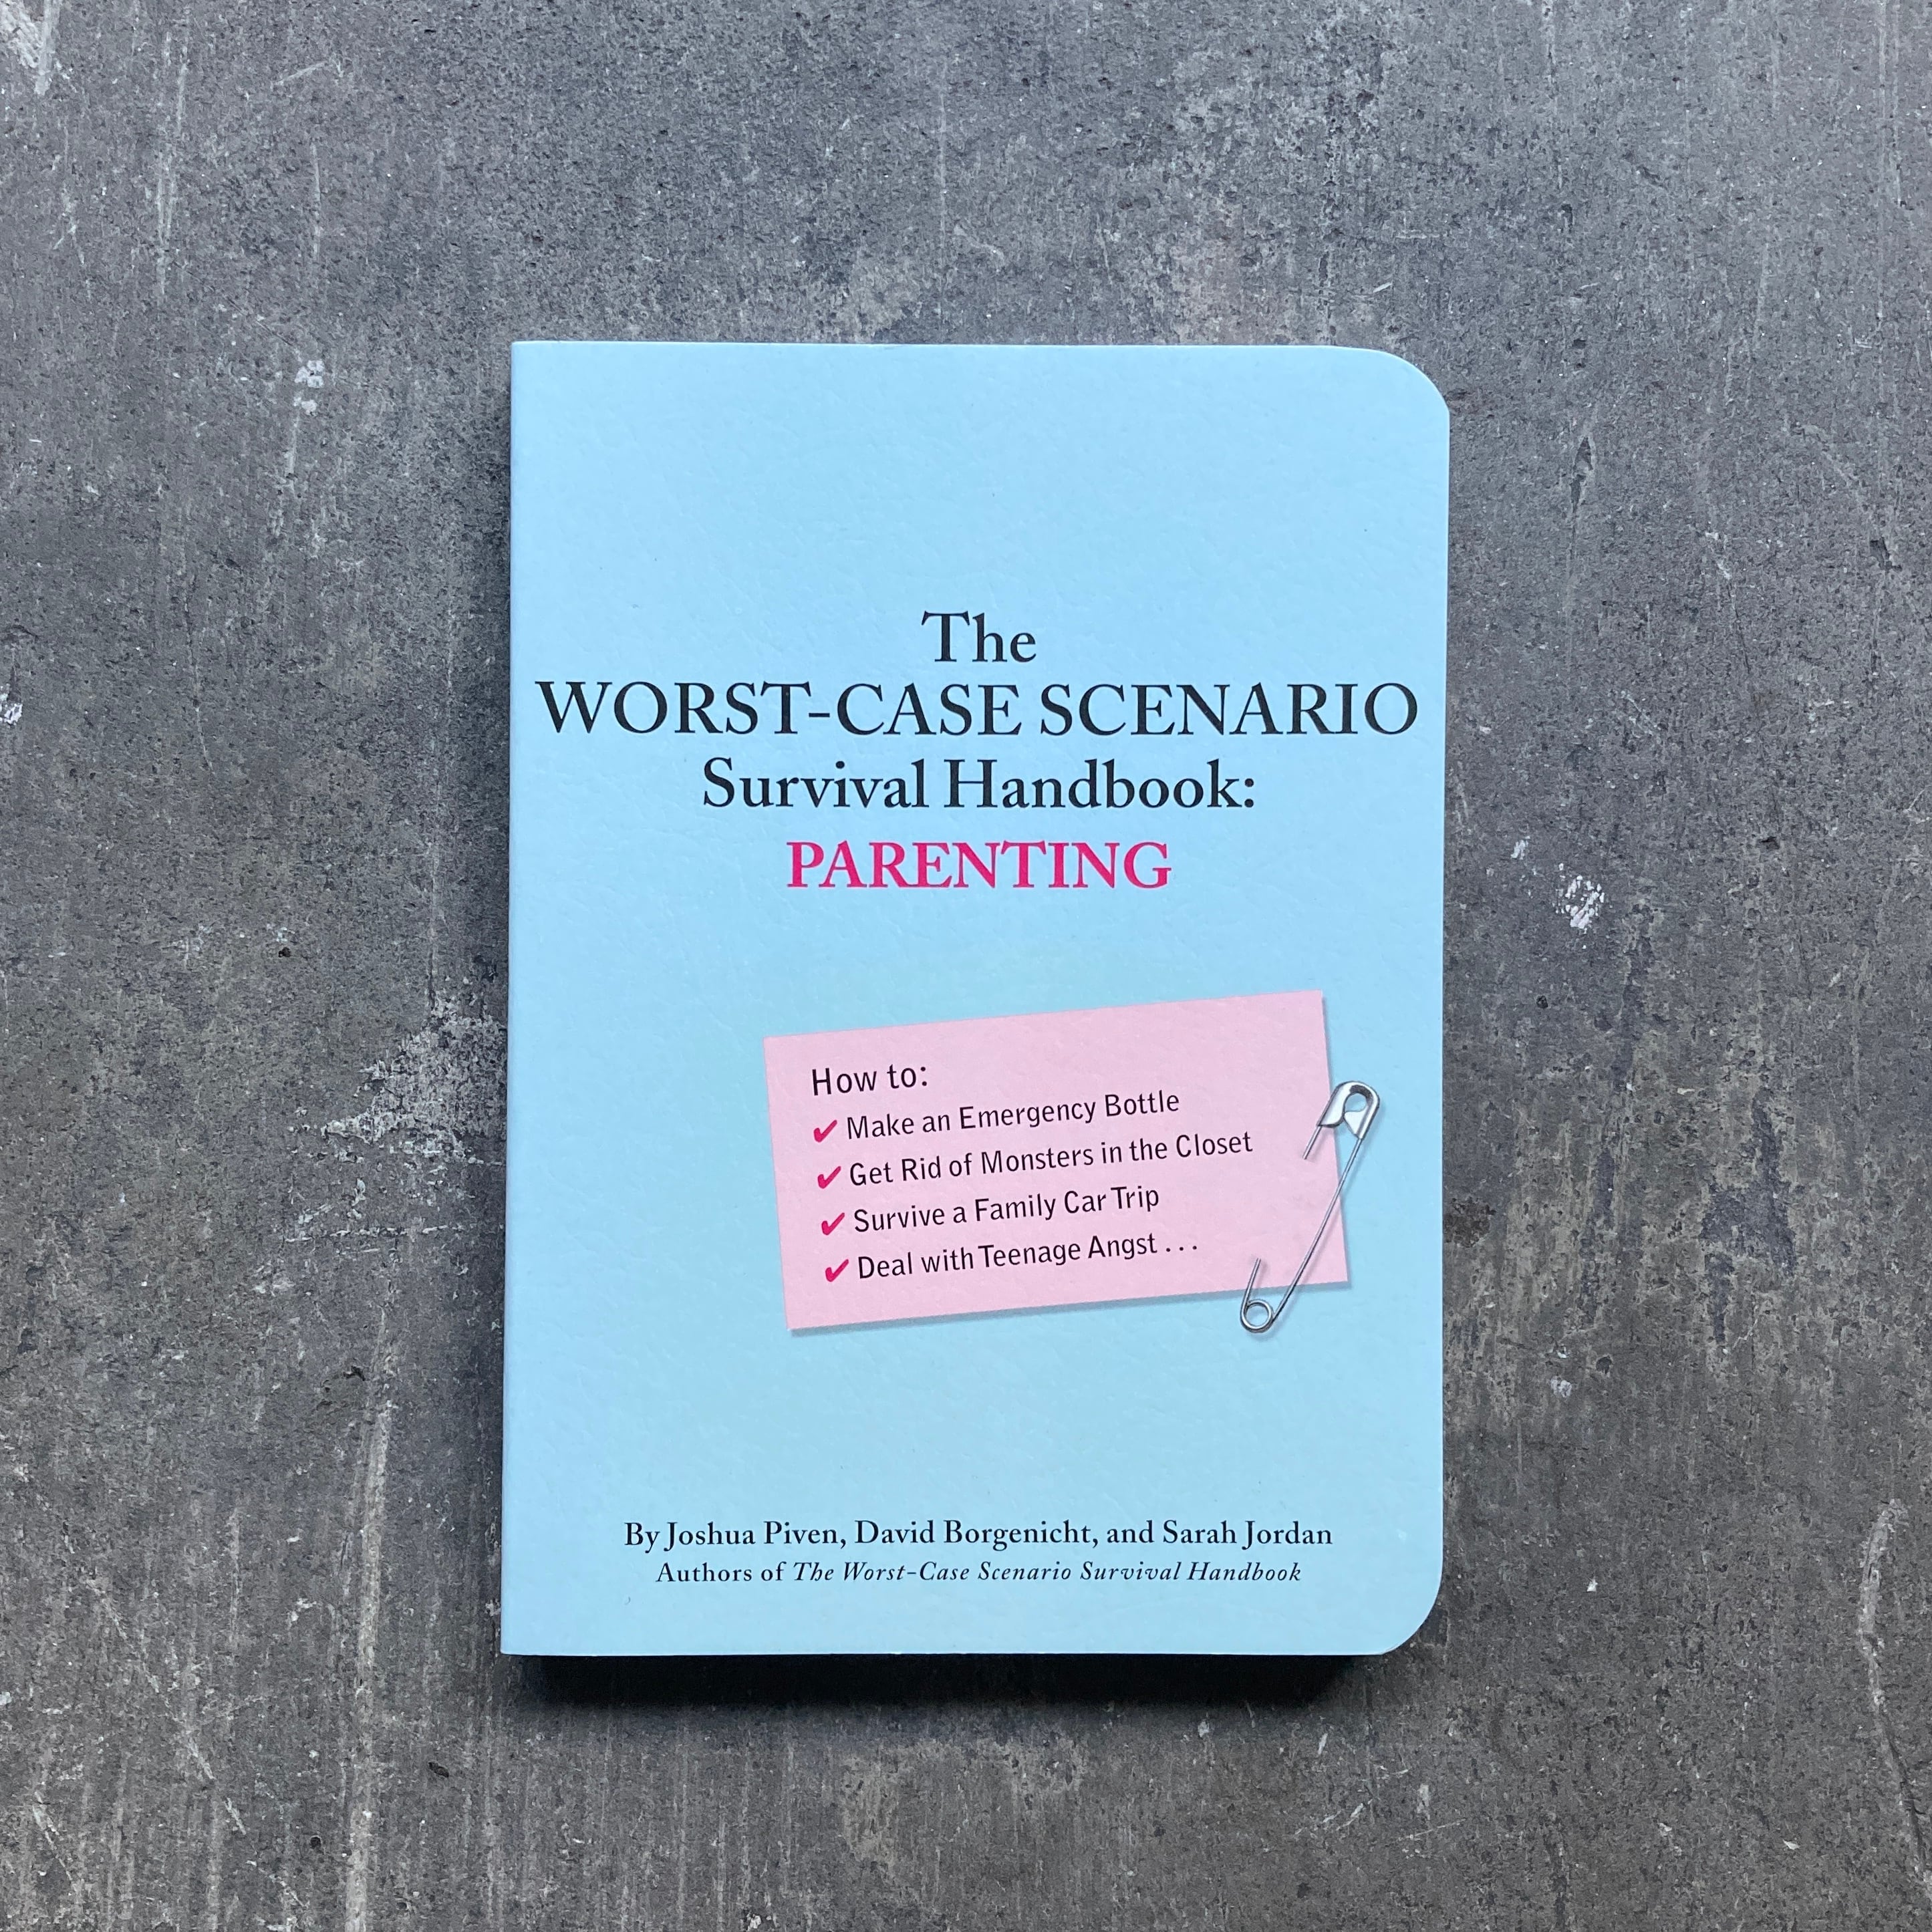 The
WORST-CASE SCENARIO
Survival Handbook:
PARENTING
How to:
✔ Make an Emergency Bottle
✔ Get Rid of Monsters in the Closet
✔ Survive a Family Car Trip
✔ Deal with Teenage Angst . . .
By Joshua Piven, David Borgenicht, and Sarah Jordan
Authors of The Worst-Case Scenario Survival Handbook